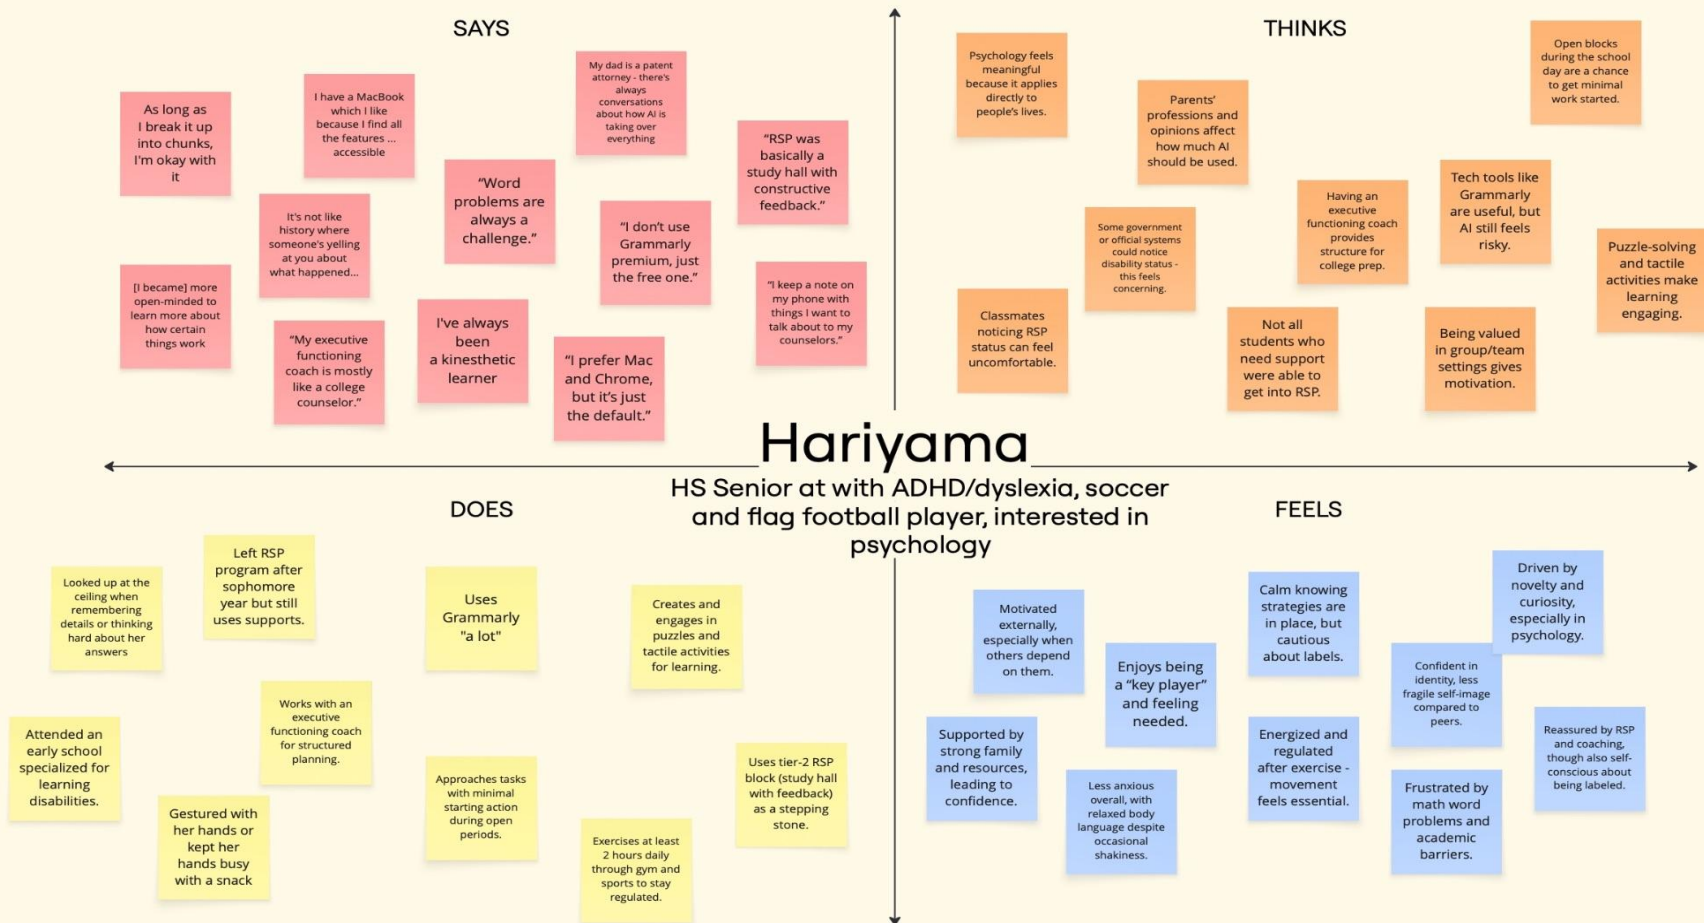 SAYS
As long as
I break it up
into chunks,
I'm okay with
it
I have a MacBook
which I like
because I find all
the features ...
accessible
My dad is a patent
attorney - there's
always
conversations
about how AI is
taking over
everything
“RSP was
basically a
study hall with
constructive
feedback.”
“Word
problems are
always a
challenge.”
It's not like
history where
someone's yelling
at you about
what happened...
“I don’t use
Grammarly
premium, just
the free one.”
[I became] more
open-minded to
learn more about
how certain
things work
“I keep a note on
my phone with
things I want to
talk about to my
counselors.”
“My executive
functioning
coach is mostly
like a college
counselor.”
I've always
been
a kinesthetic
learner
“I prefer Mac
and Chrome,
but it’s just
the default.”
THINKS
Psychology feels
meaningful
because it applies
directly to
people’s lives.
Parents’
professions and
opinions affect
how much AI
should be used.
Open blocks
during the school
day are a chance
to get minimal
work started.
Some government
or official systems
could notice
disability status -
this feels
concerning.
Having an
executive
functioning coach
provides
structure for
college prep.
Tech tools like
Grammarly
are useful, but
AI still feels
risky.
Puzzle-solving
and tactile
activities make
learning
engaging.
Classmates
noticing RSP
status can feel
uncomfortable.
Not all
students who
need support
were able to
get into RSP.
Being valued
in group/team
settings gives
motivation.
Hariyama
HS Senior at with ADHD/dyslexia, soccer
and flag football player, interested in
psychology
DOES
Looked up at the
ceiling when
remembering
details or thinking
hard about her
answers
Left RSP
program after
sophomore
year but still
uses supports.
Uses
Grammarly
"a lot"
Creates and
engages in
puzzles and
tactile activities
for learning.
Attended an
early school
specialized for
learning
disabilities.
Works with an
executive
functioning coach
for structured
planning.
Gestured with
her hands or
kept her
hands busy
with a snack
Approaches tasks
with minimal
starting action
during open
periods.
Uses tier-2 RSP
block (study hall
with feedback)
as a stepping
stone.
Exercises at least
2 hours daily
through gym and
sports to stay
regulated.
FEELS
Motivated
externally,
especially when
others depend
on them.
Enjoys being
a “key player”
and feeling
needed.
Calm knowing
strategies are
in place, but
cautious
about labels.
Driven by
novelty and
curiosity,
especially in
psychology.
Confident in
identity, less
fragile self-image
compared to
peers.
Supported by
strong family
and resources,
leading to
confidence.
Less anxious
overall, with
relaxed body
language despite
occasional
shakiness.
Energized and
regulated
after exercise -
movement
feels essential.
Frustrated by
math word
problems and
academic
barriers.
Reassured by RSP
and coaching,
though also self-
conscious about
being labeled.